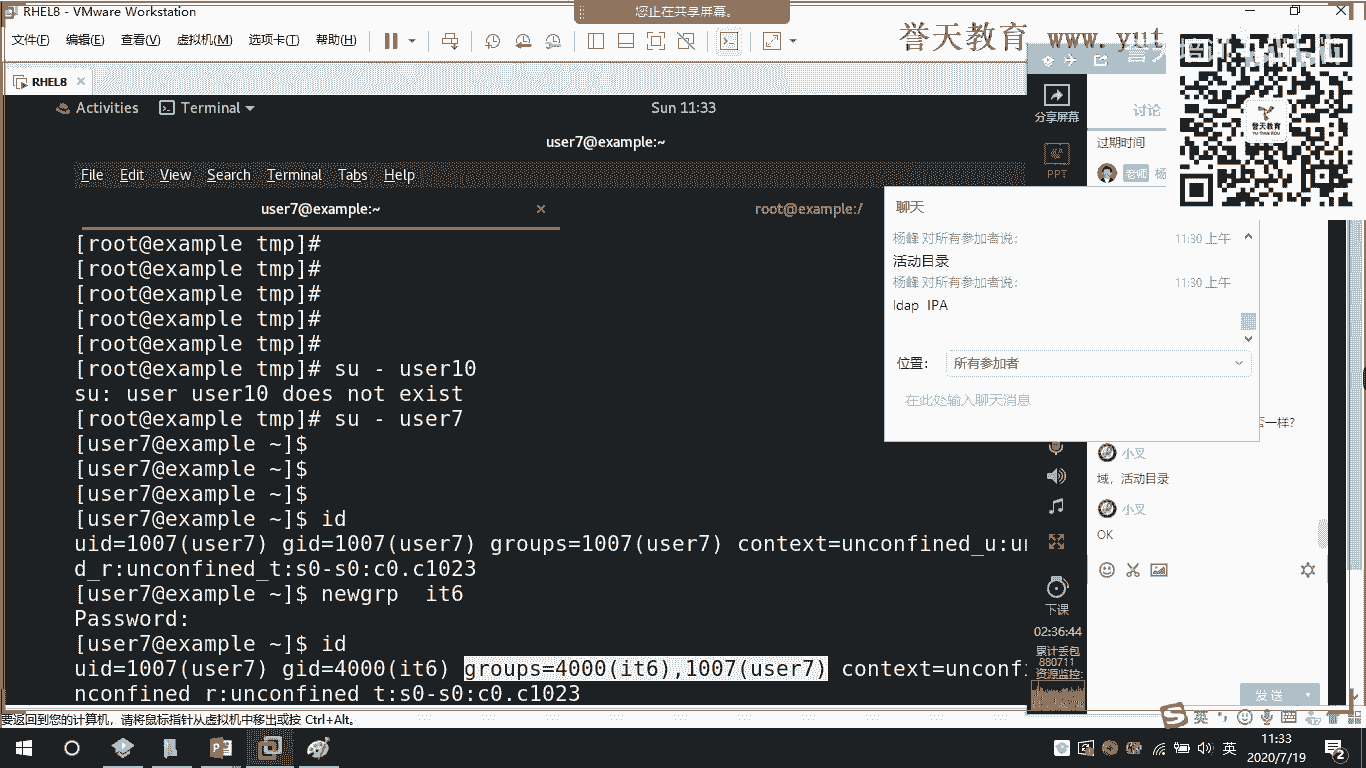 RHEL8 - VMware Workstation
您正在共享屏幕。
文件(F) 编辑(E) 查看(V) 虚拟机(M) 选项卡(T) 帮助(H)
誉天教育 www.yut
RHEL8
Activities Terminal Sun 11:33
user7@example:~
File Edit View Search Terminal Tabs Help
user7@example:~
root@example:/
[root@example tmp]#
[root@example tmp]#
[root@example tmp]#
[root@example tmp]#
[root@example tmp]#
[root@example tmp]# su - user10
su: user user10 does not exist
[root@example tmp]# su - user7
[user7@example ~]$
[user7@example ~]$
[user7@example ~]$
[user7@example ~]$ id
uid=1007(user7) gid=1007(user7) groups=1007(user7) context=unconfined_u:un
d_r:unconfined_t:s0-s0:c0.c1023
[user7@example ~]$ newgrp  it6
Password:
[user7@example ~]$ id
uid=1007(user7) gid=4000(it6) groups=4000(it6),1007(user7) context=unconf
nconfined_r:unconfined_t:s0-s0:c0.c1023
聊天
杨峰 对所有参加者说: 11:30 上午
活动目录
杨峰 对所有参加者说: 11:30 上午
ldap IPA
位置: 所有参加者
在此处输入聊天消息
分享屏幕
PPT
下课
02:36:44
累计丢包
880711
资源监控:
讨论
过期时间
老师 杨
誉天教育
YU TIAN EDU
否一样?
小叉
域，活动目录
小叉
OK
发送
要返回到您的计算机，请将鼠标指针从虚拟机中移出或按 Ctrl+Alt。
英
英
11:33
2020/7/19
2